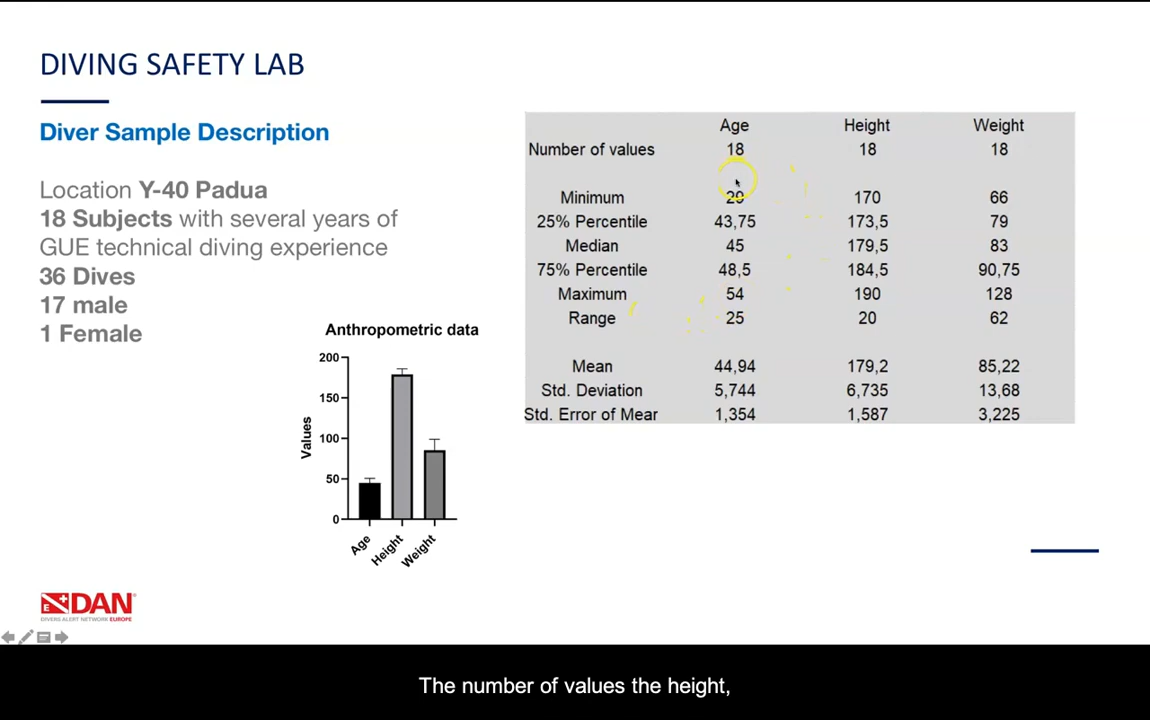 DIVING SAFETY LAB
Diver Sample Description
Location Y-40 Padua
18 Subjects with several years of
GUE technical diving experience
36 Dives
17 male
1 Female
Anthropometric data
200
150
100
50
0
Values
Age
Height
Weight
Age Height Weight
Number of values 18 18 18
Minimum 29 170 66
25% Percentile 43,75 173,5 79
Median 45 179,5 83
75% Percentile 48,5 184,5 90,75
Maximum 54 190 128
Range 25 20 62
Mean 44,94 179,2 85,22
Std. Deviation 5,744 6,735 13,68
Std. Error of Mear 1,354 1,587 3,225
E DAN
DIVERS ALERT NETWORK EUROPE
The number of values the height,